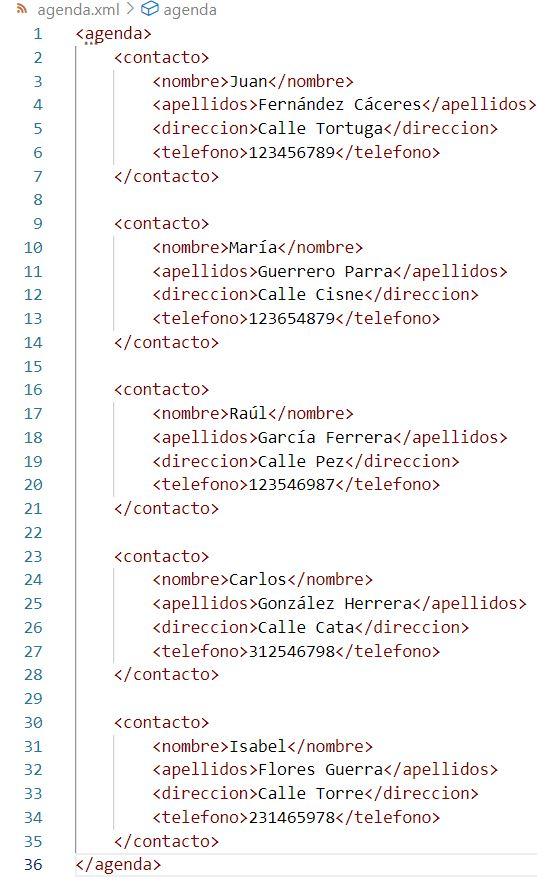 agenda.xml > agenda
1 <agenda>
2 <contacto>
3 <nombre>Juan</nombre>
4 <apellidos>Fernández Cáceres</apellidos>
5 <direccion>Calle Tortuga</direccion>
6 <telefono>123456789</telefono>
7 </contacto>
8
9 <contacto>
10 <nombre>María</nombre>
11 <apellidos>Guerrero Parra</apellidos>
12 <direccion>Calle Cisne</direccion>
13 <telefono>123654879</telefono>
14 </contacto>
15
16 <contacto>
17 <nombre>Raúl</nombre>
18 <apellidos>García Ferrera</apellidos>
19 <direccion>Calle Pez</direccion>
20 <telefono>123546987</telefono>
21 </contacto>
22
23 <contacto>
24 <nombre>Carlos</nombre>
25 <apellidos>González Herrera</apellidos>
26 <direccion>Calle Cata</direccion>
27 <telefono>312546798</telefono>
28 </contacto>
29
30 <contacto>
31 <nombre>Isabel</nombre>
32 <apellidos>Flores Guerra</apellidos>
33 <direccion>Calle Torre</direccion>
34 <telefono>231465978</telefono>
35 </contacto>
36 </agenda>